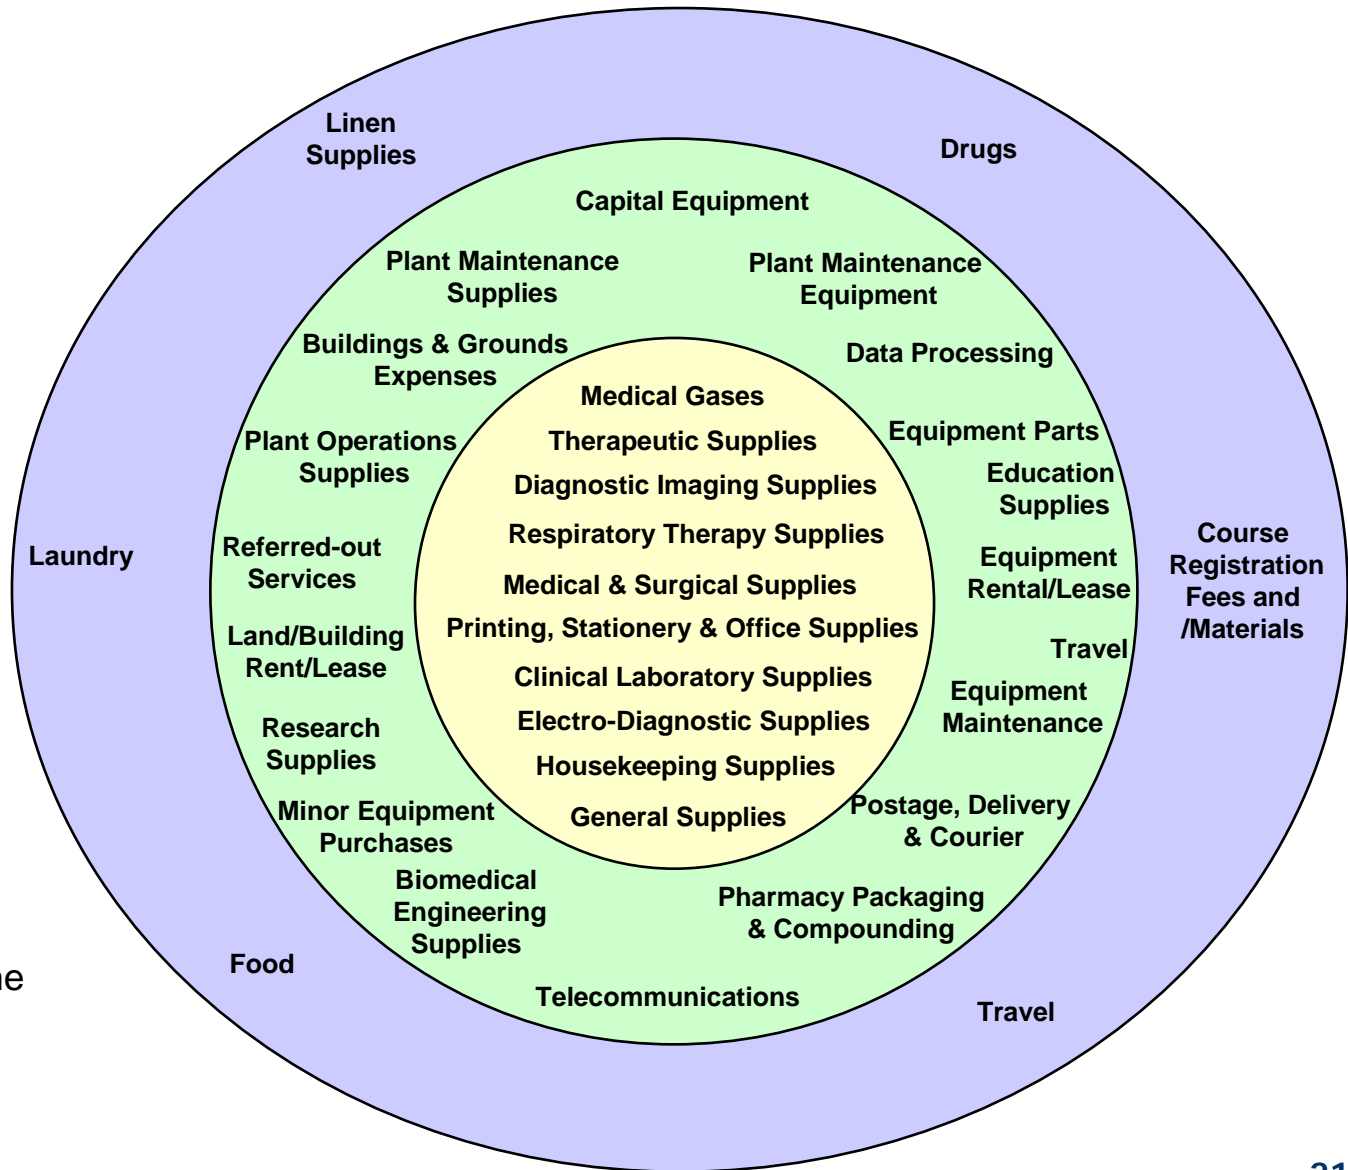 Linen
Supplies
Drugs
Capital Equipment
Plant Maintenance
Supplies
Plant Maintenance
Equipment
Buildings & Grounds
Expenses
Data Processing
Medical Gases
Therapeutic Supplies
Diagnostic Imaging Supplies
Respiratory Therapy Supplies
Medical & Surgical Supplies
Printing, Stationery & Office Supplies
Clinical Laboratory Supplies
Electro-Diagnostic Supplies
Housekeeping Supplies
General Supplies
Plant Operations
Supplies
Equipment Parts
Education
Supplies
Laundry
Referred-out
Services
Equipment
Rental/Lease
Course
Registration
Fees and
/Materials
Land/Building
Rent/Lease
Travel
Equipment
Maintenance
Research
Supplies
Minor Equipment
Purchases
Postage, Delivery
& Courier
Biomedical
Engineering
Supplies
Pharmacy Packaging
& Compounding
Food
Telecommunications
Travel